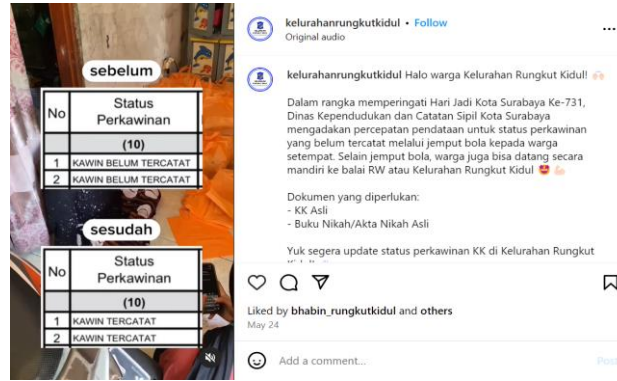 sebelum
No Status Perkawinan
(10)
1 KAWIN BELUM TERCATAT
2 KAWIN BELUM TERCATAT
sesudah
No Status Perkawinan
(10)
1 KAWIN TERCATAT
2 KAWIN TERCATAT
kelurahanrungkutkidul • Follow
Original audio
kelurahanrungkutkidul Halo warga Kelurahan Rungkut Kidul!
Dalam rangka memperingati Hari Jadi Kota Surabaya Ke-731,
Dinas Kependudukan dan Catatan Sipil Kota Surabaya
mengadakan percepatan pendataan untuk status perkawinan
yang belum tercatat melalui jemput bola kepada warga
setempat. Selain jemput bola, warga juga bisa datang secara
mandiri ke balai RW atau Kelurahan Rungkut Kidul 🤩 💪
Dokumen yang diperlukan:
- KK Asli
- Buku Nikah/Akta Nikah Asli
Yuk segera update status perkawinan KK di Kelurahan Rungkut
Liked by bhabin_rungkutkidul and others
May 24
Add a comment...
Post